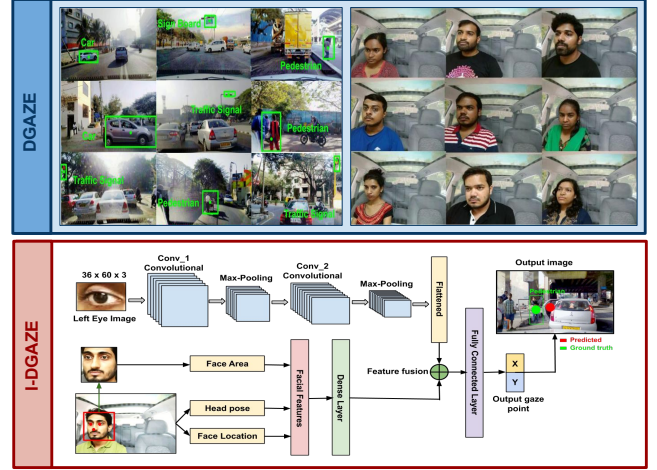 DGAZE
Car
Sign Board
Pedestrian
Car
Traffic Signal
Pedestrian
Traffic Signal
Pedestrian
Traffic Signal
I-DGAZE
36 x 60 x 3
Left Eye Image
Conv_1
Convolutional
Max-Pooling
Conv_2
Convolutional
Max-Pooling
Flattened
Output image
Pedestrian
Predicted
Ground truth
Face Area
Head pose
Face Location
Facial Features
Dense Layer
Feature fusion
Fully Connected Layer
X
Y
Output gaze
point